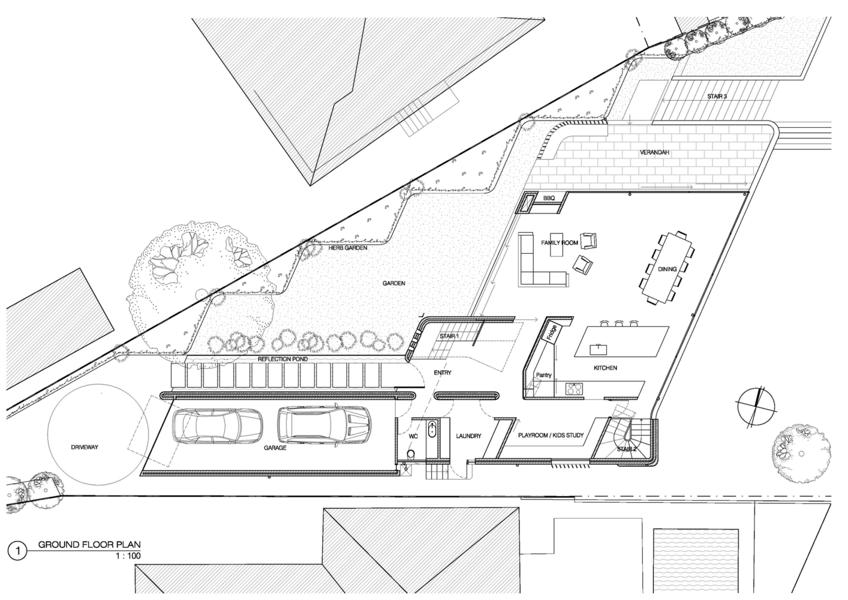 STAIR 3
VERANDAH
BBQ
FAMILY ROOM
HERB GARDEN
DINING
GARDEN
Fridge
STAIR 1
REFLECTION POND
ENTRY
KITCHEN
Pantry
DRIVEWAY
GARAGE
WC
LAUNDRY
PLAYROOM / KIDS STUDY
STAIR 2
1
GROUND FLOOR PLAN
1 : 100